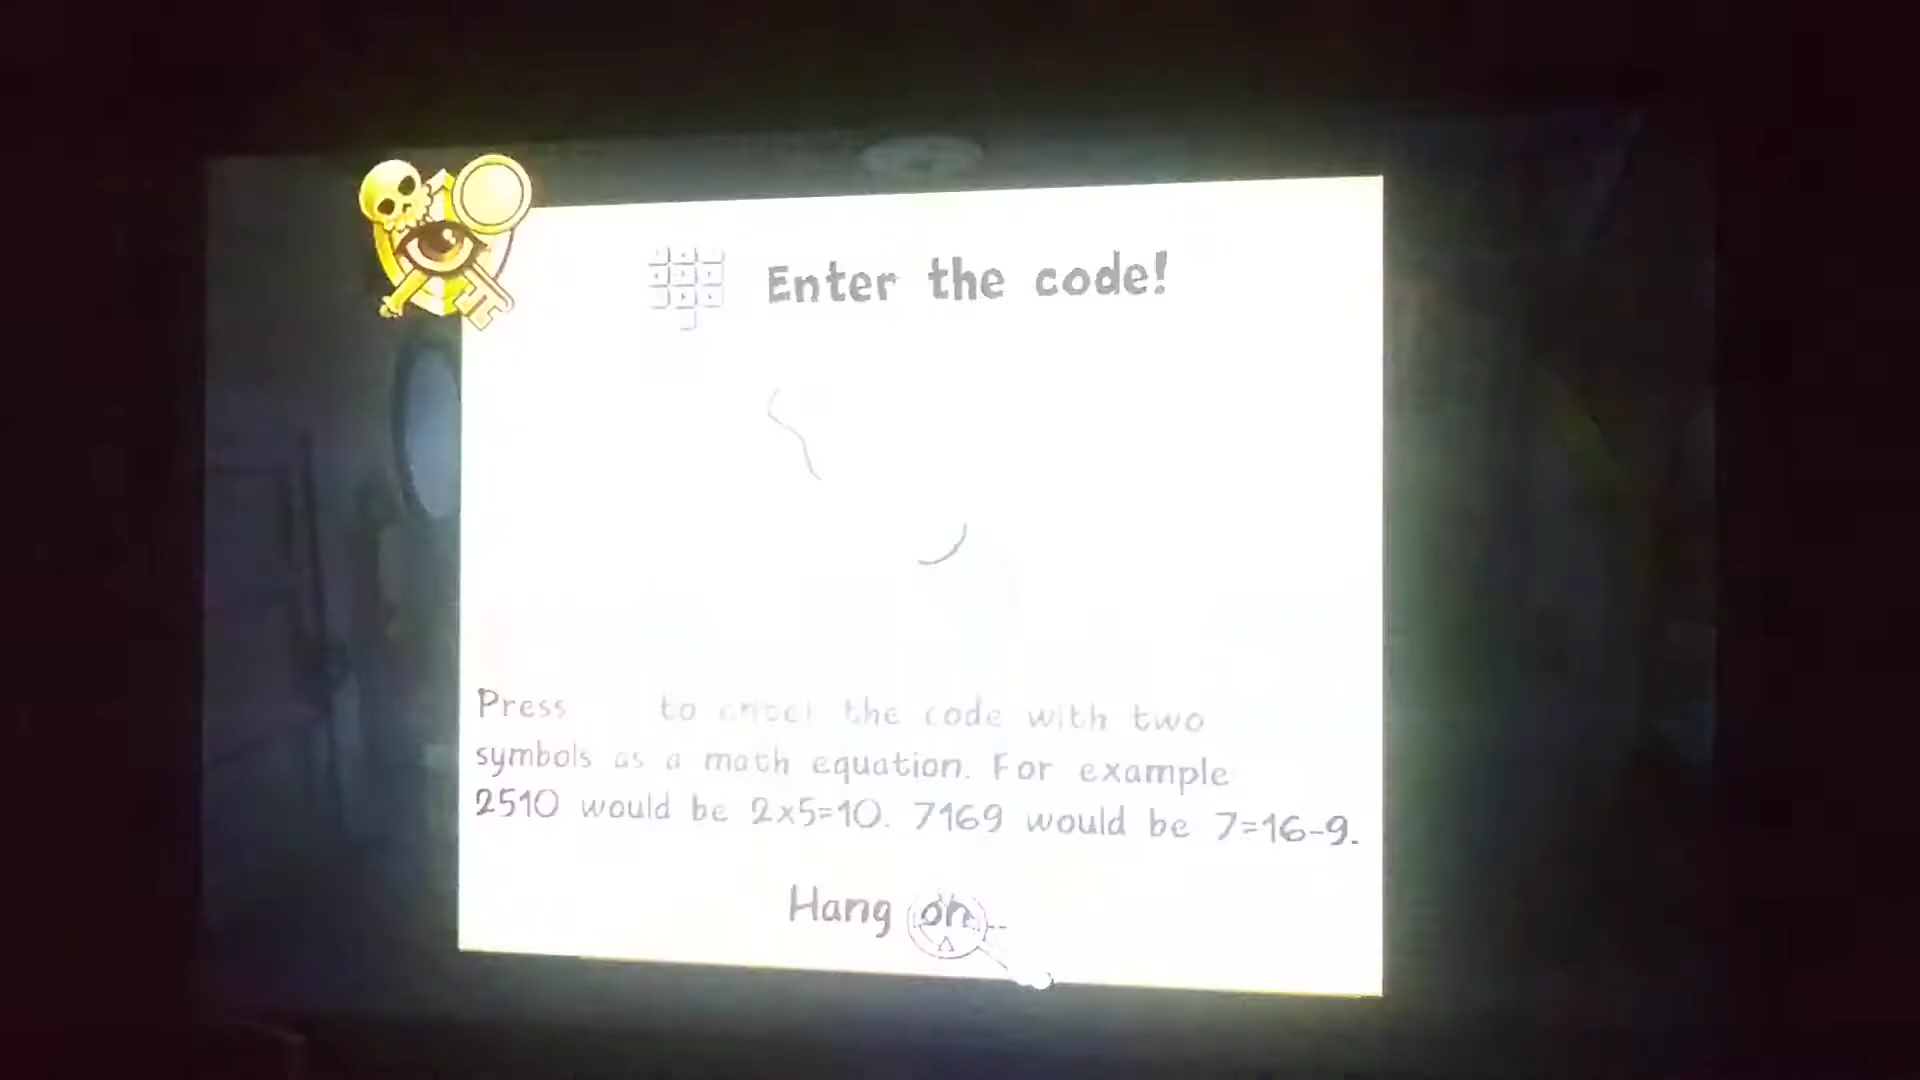 Enter the code!
Press to enter the code with two
symbols as a math equation. For example
2510 would be 2x5=10. 7169 would be 7=16-9.
Hang on...